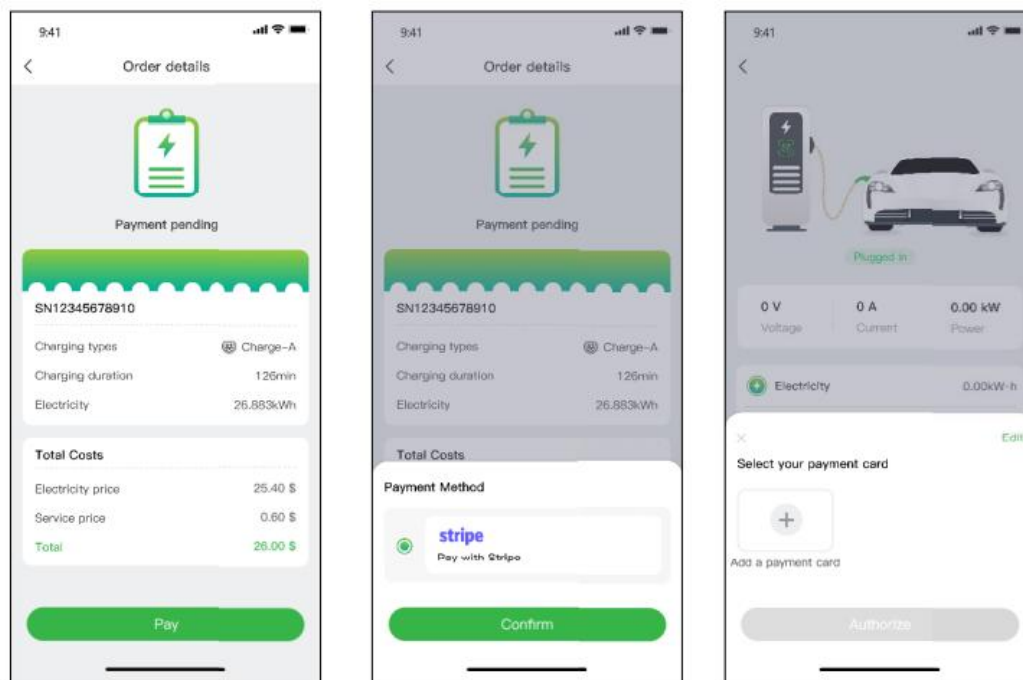 9:41
Order details
Payment pending
SN12345678910
Charging types Charge-A
Charging duration 126min
Electricity 26.883kWh
Total Costs
Electricity price 25.40 $
Service price 0.60 $
Total 26.00 $
Pay
9:41
Order details
Payment pending
SN12345678910
Charging types Charge-A
Charging duration 126min
Electricity 26.883kWh
Total Costs
Payment Method
stripe
Pay with Stripe
Confirm
9:41
Plugged in
0 V 0 A 0.00 kW
Voltage Current Power
Electricity 0.00kW·h
Edit
Select your payment card
Add a payment card
Authorize